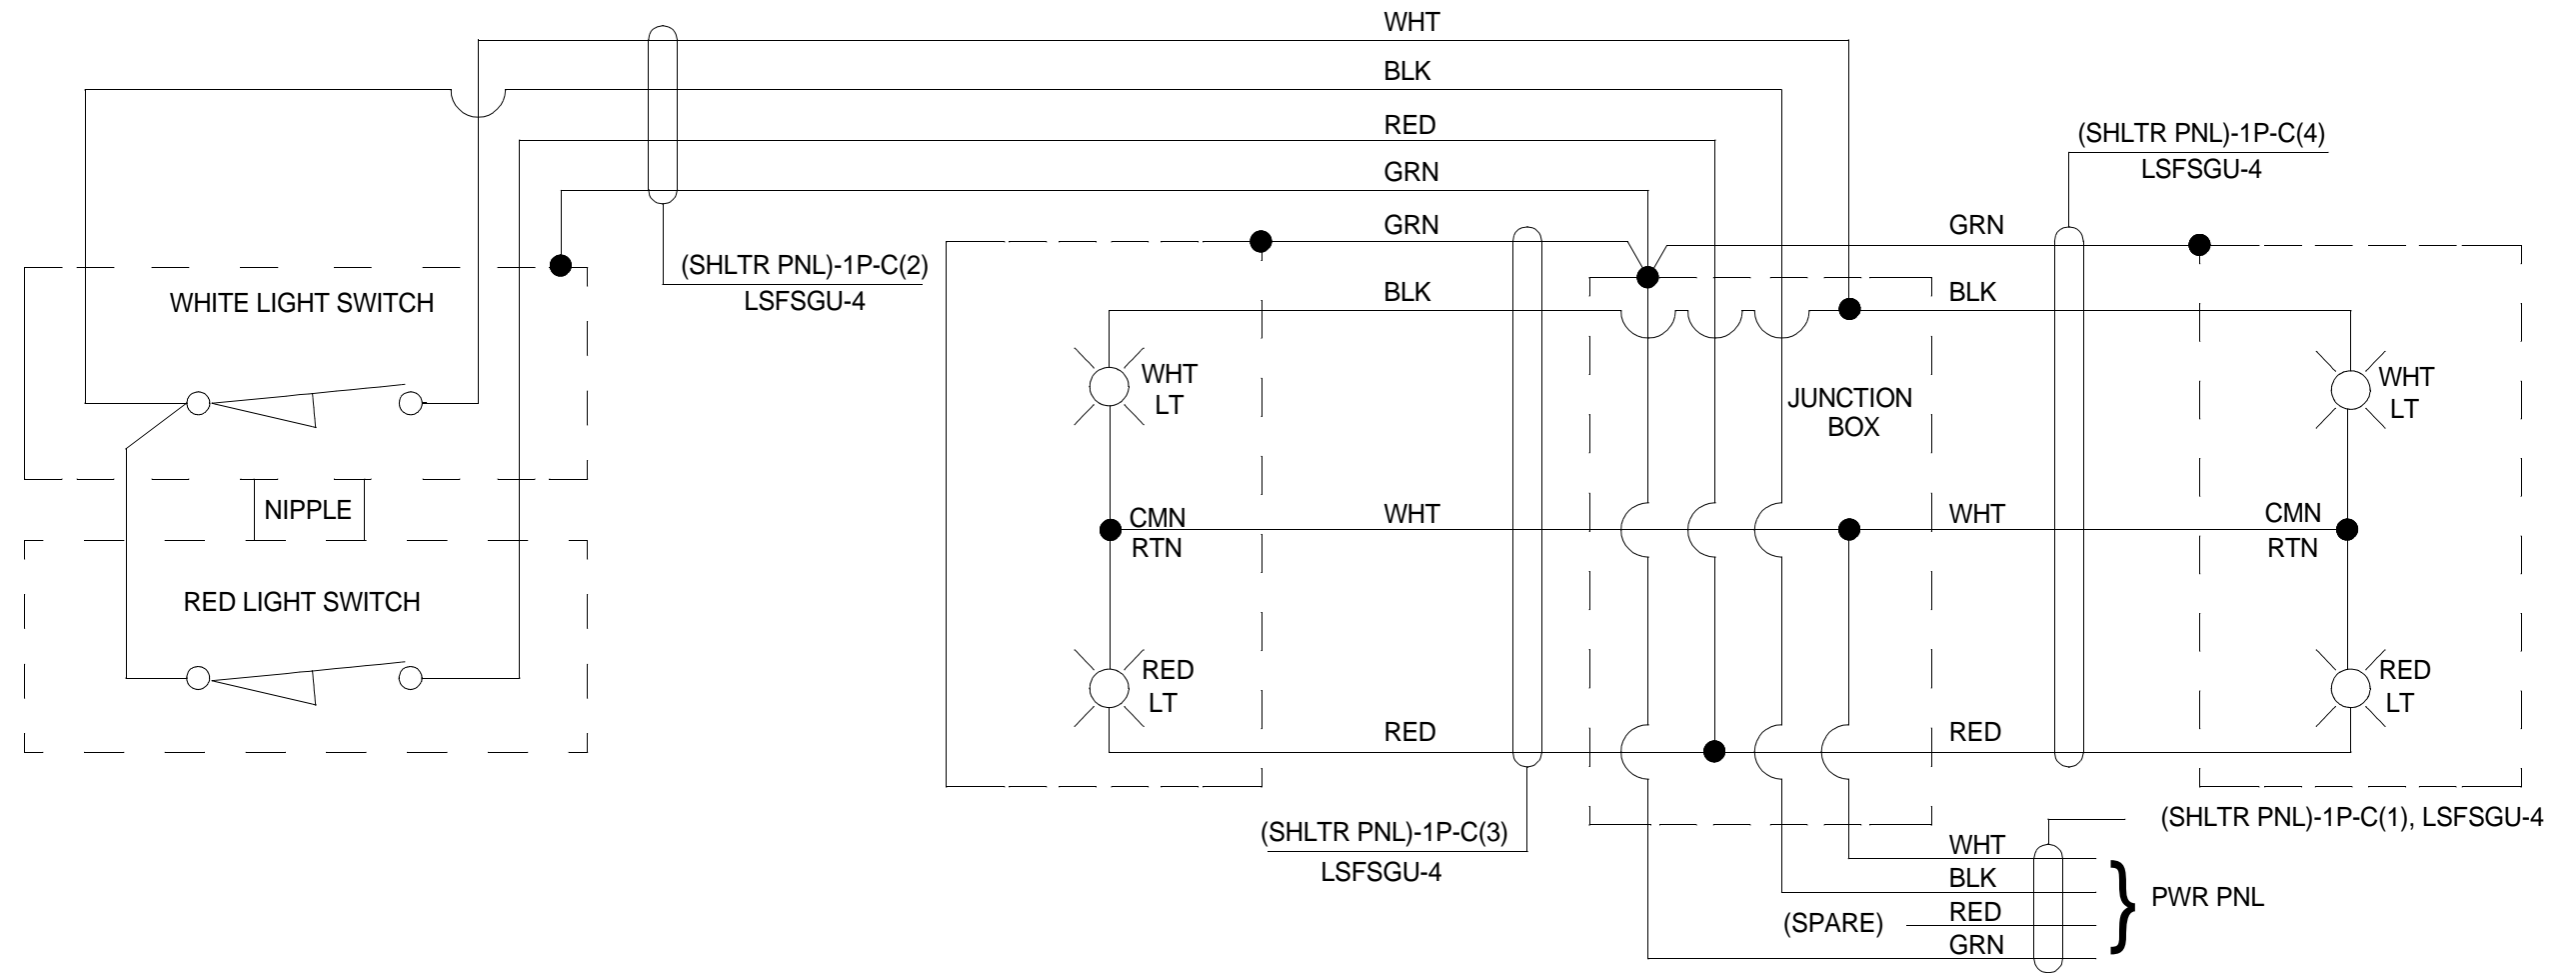 WHT
BLK
RED
GRN
(SHLTR PNL)-1P-C(2)
LSFSGU-4
(SHLTR PNL)-1P-C(4)
LSFSGU-4
WHITE LIGHT SWITCH
NIPPLE
RED LIGHT SWITCH
GRN
BLK
WHT
LT
CMN
RTN
WHT
RED
LT
RED
(SHLTR PNL)-1P-C(3)
LSFSGU-4
JUNCTION
BOX
GRN
BLK
WHT
LT
WHT
CMN
RTN
RED
LT
RED
(SHLTR PNL)-1P-C(1), LSFSGU-4
WHT
BLK
(SPARE) RED
GRN
} PWR PNL